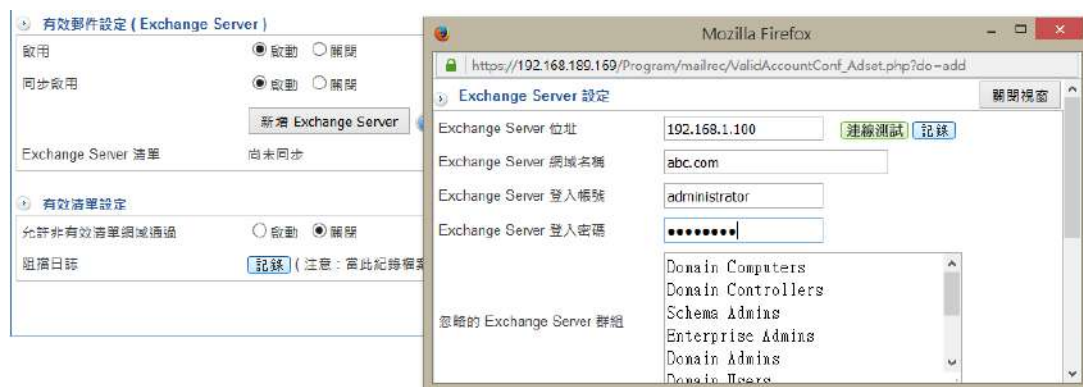 有效郵件設定 ( Exchange Server )
啟用 啟動 關閉
同步啟用 啟動 關閉
新增 Exchange Server
Exchange Server 清單 尚未同步
有效清單設定
允許非有效清單網域通過 啟動 關閉
阻擋日誌 記錄 ( 注意：當此紀錄檔案
Mozilla Firefox
https://192.168.189.169/Program/mailrec/ValidAccountConf_Adset.php?do=add
Exchange Server 設定 關閉視窗
Exchange Server 位址 192.168.1.100 連線測試 記錄
Exchange Server 網域名稱 abc.com
Exchange Server 登入帳號 administrator
Exchange Server 登入密碼 ••••••••
忽略的 Exchange Server 群組
Domain Computers
Domain Controllers
Schema Admins
Enterprise Admins
Domain Admins
Domain Users